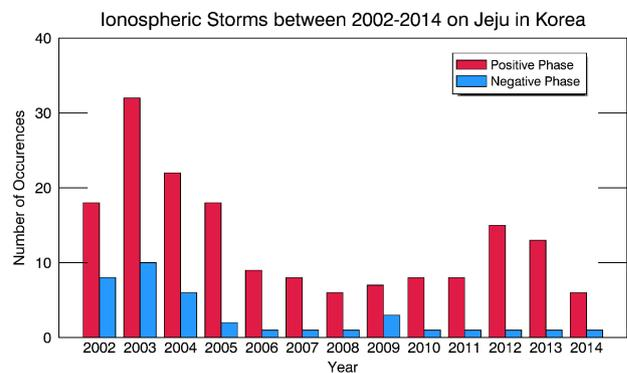 Ionospheric Storms between 2002-2014 on Jeju in Korea
40
30
20
10
0
Number of Occurences
Positive Phase
Negative Phase
2002 2003 2004 2005 2006 2007 2008 2009 2010 2011 2012 2013 2014
Year